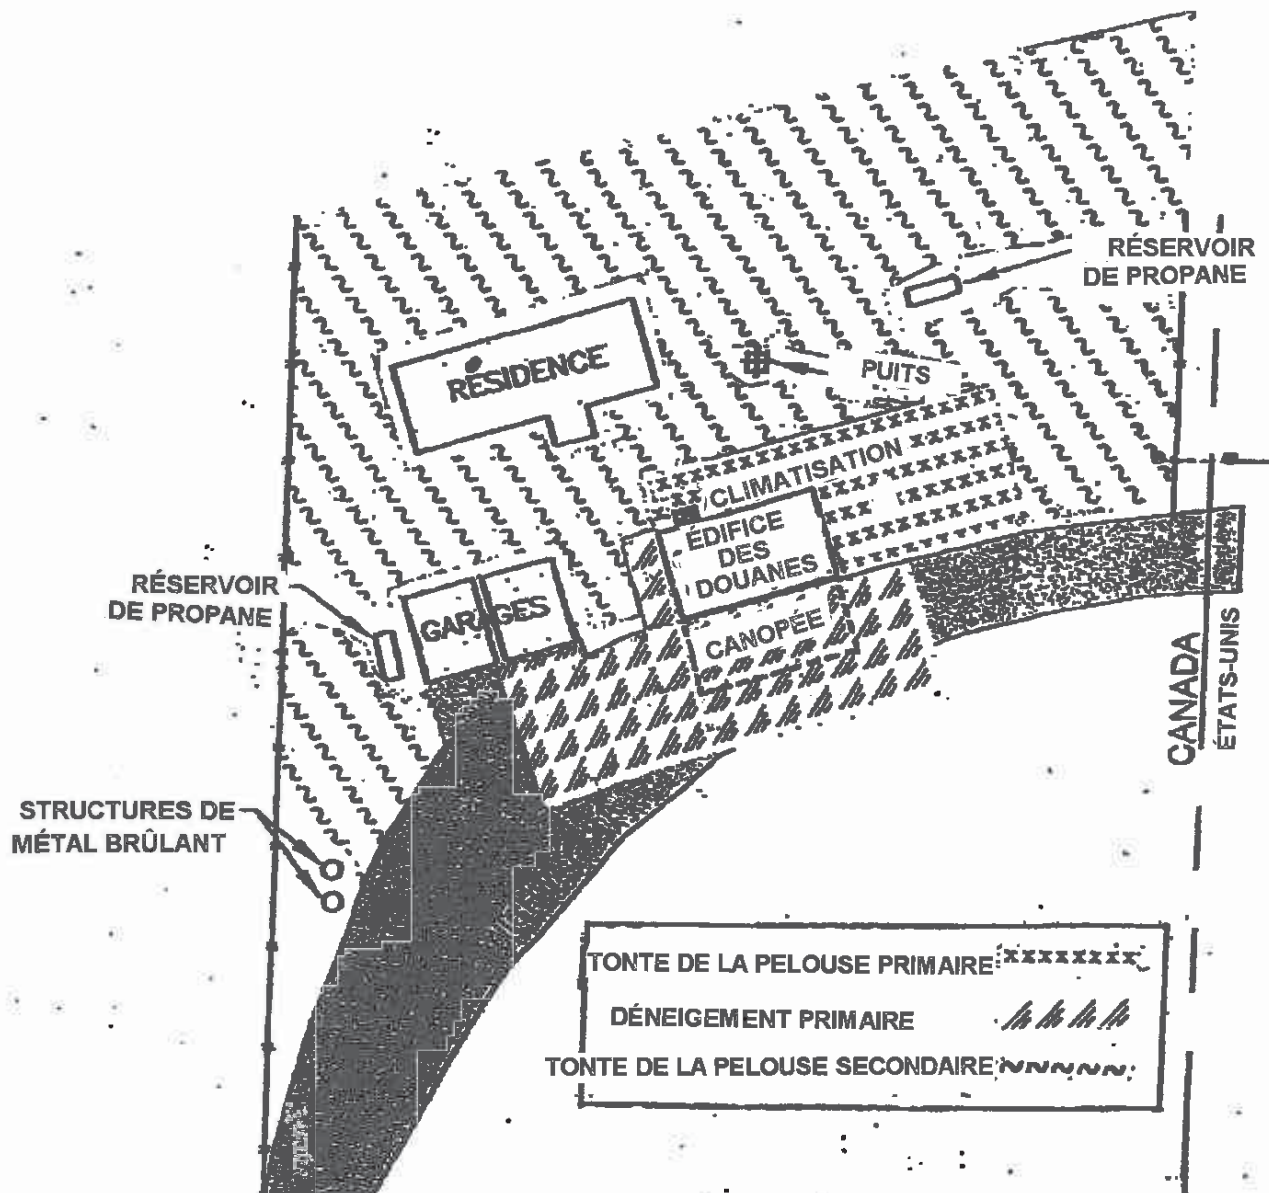 RÉSERVOIR
DE PROPANE
RÉSIDENCE
PUITS
CLIMATISATION
ÉDIFICE
DES
DOUANES
RÉSERVOIR
DE PROPANE
GARAGES
CANOPÉE
CANADA
ÉTATS-UNIS
STRUCTURES DE
MÉTAL BRÛLANT
TONTE DE LA PELOUSE PRIMAIRE
DÉNEIGEMENT PRIMAIRE
TONTE DE LA PELOUSE SECONDAIRE